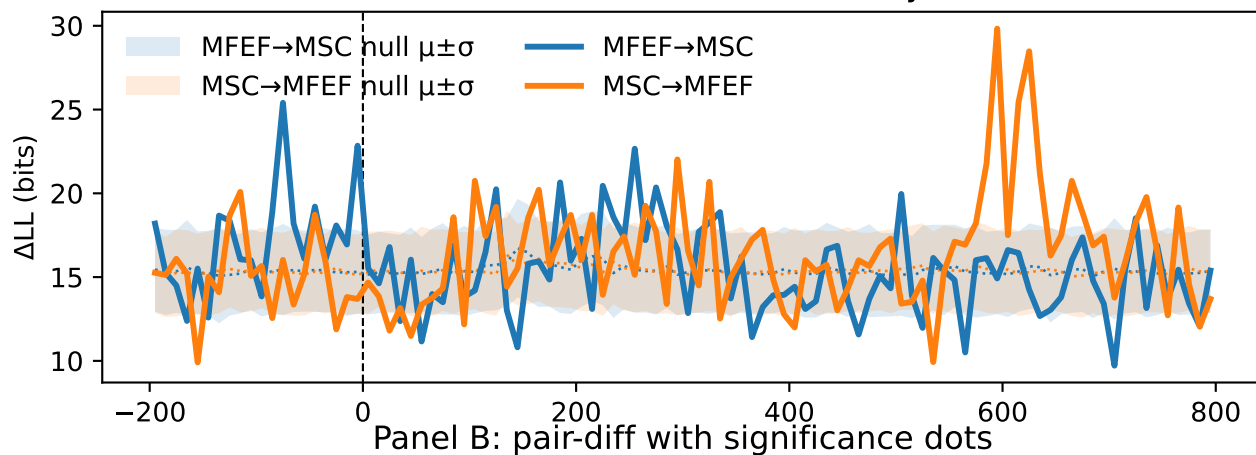 30
25
20
15
10
ΔLL (bits)
MFEF→MSC null μ±σ
MSC→MFEF null μ±σ
MFEF→MSC
MSC→MFEF
−200 0 200 400 600 800
Panel B: pair-diff with significance dots